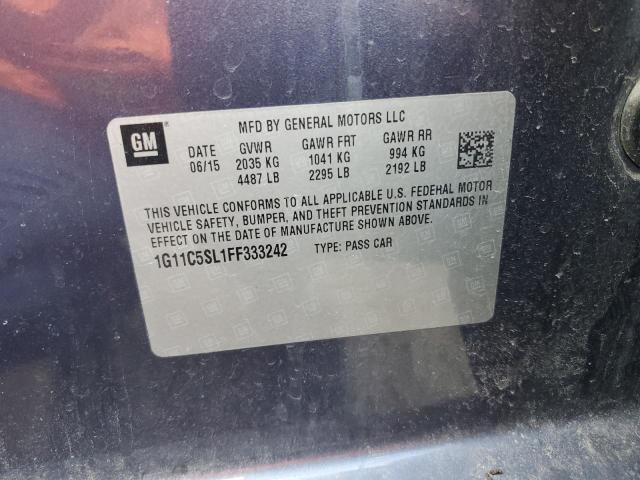 GM
MFD BY GENERAL MOTORS LLC
DATE GVWR GAWR FRT GAWR RR
06/15 2035 KG 1041 KG 994 KG
4487 LB 2295 LB 2192 LB
THIS VEHICLE CONFORMS TO ALL APPLICABLE U.S. FEDERAL MOTOR
VEHICLE SAFETY, BUMPER, AND THEFT PREVENTION STANDARDS IN
EFFECT ON THE DATE OF MANUFACTURE SHOWN ABOVE.
1G11C5SL1FF333242 TYPE: PASS CAR